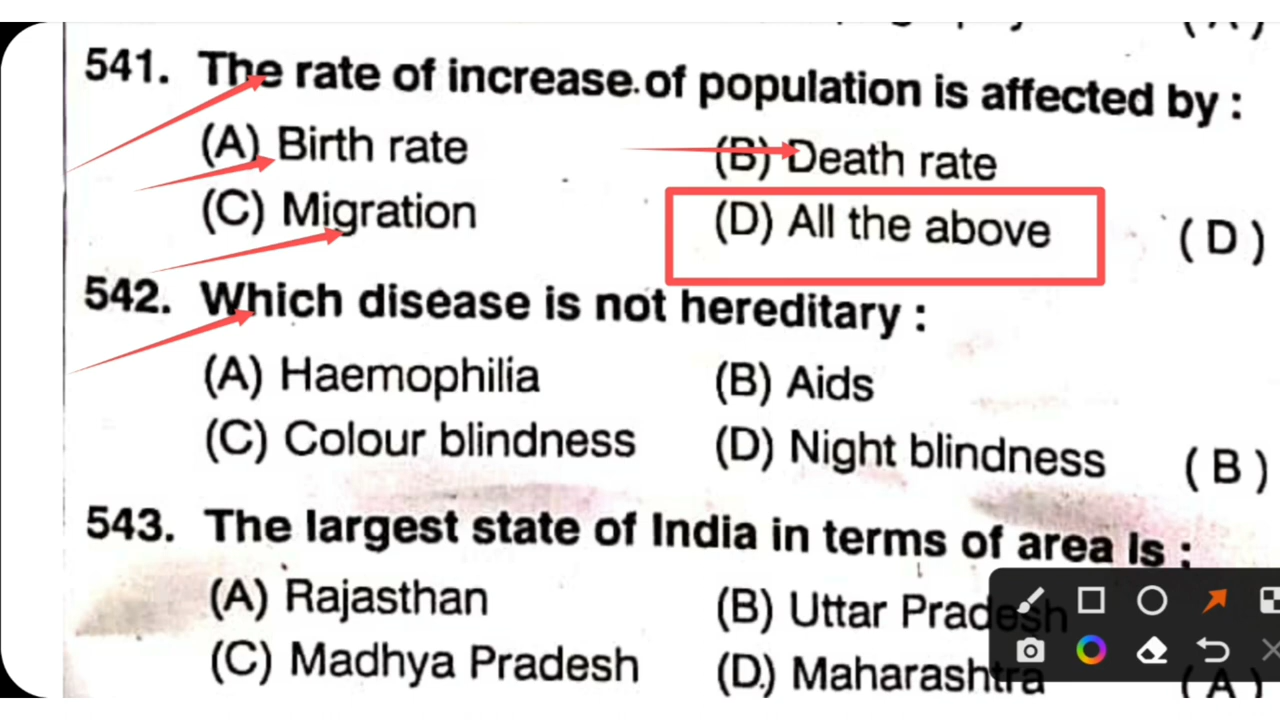 541. The rate of increase of population is affected by :
(A) Birth rate (B) Death rate
(C) Migration (D) All the above (D)
542. Which disease is not hereditary :
(A) Haemophilia (B) Aids
(C) Colour blindness (D) Night blindness (B)
543. The largest state of India in terms of area Is :
(A) Rajasthan (B) Uttar Pradesh
(C) Madhya Pradesh (D) Maharashtra (A)